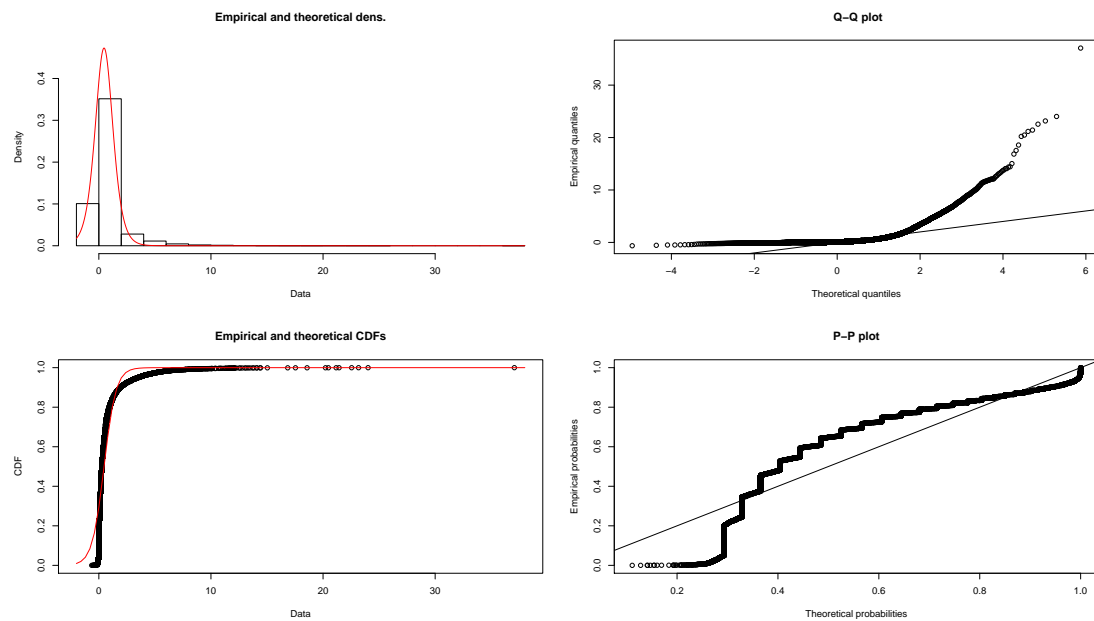 Empirical and theoretical dens.
Density
0.0 0.1 0.2 0.3 0.4
0 10 20 30
Data
Q−Q plot
Empirical quantiles
0 10 20 30
−4 −2 0 2 4 6
Theoretical quantiles
Empirical and theoretical CDFs
CDF
0.0 0.2 0.4 0.6 0.8 1.0
0 10 20 30
Data
P−P plot
Empirical probabilities
0.0 0.2 0.4 0.6 0.8 1.0
0.2 0.4 0.6 0.8 1.0
Theoretical probabilities